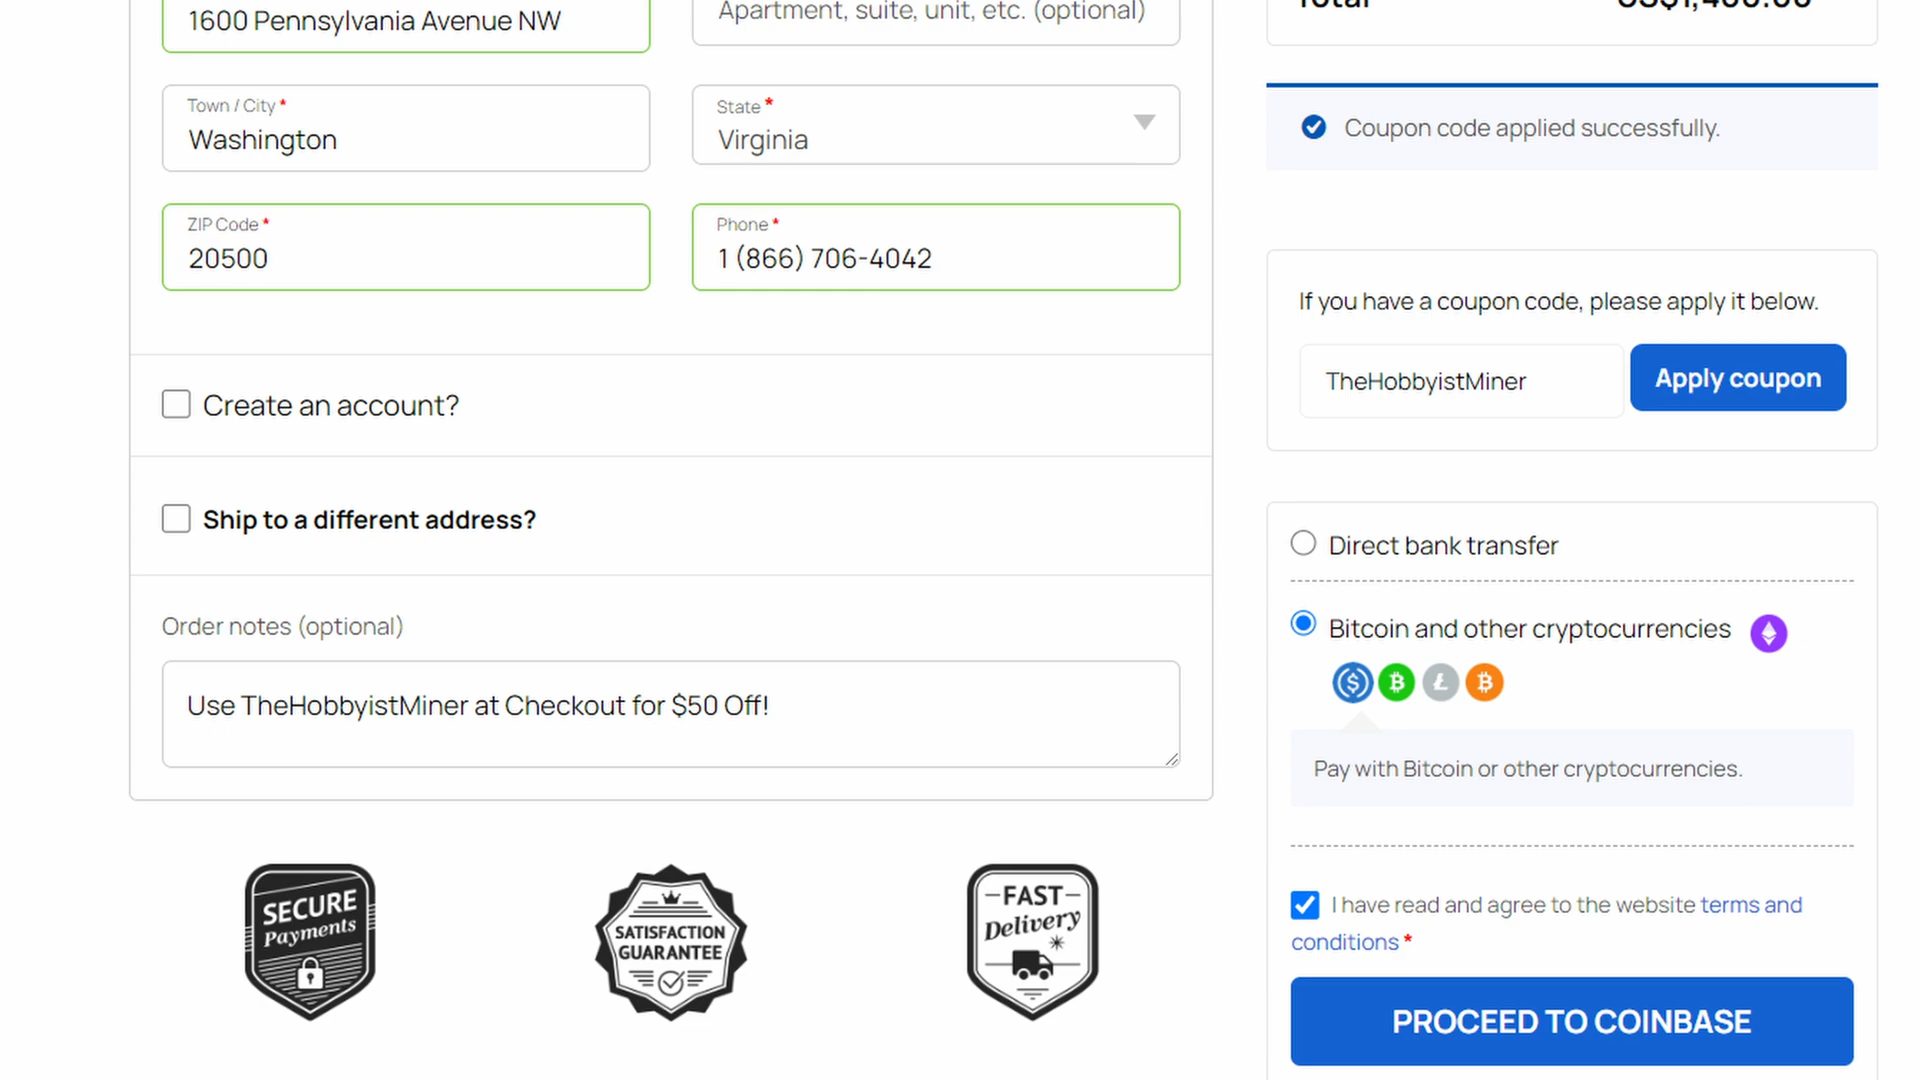 1600 Pennsylvania Avenue NW
Apartment, suite, unit, etc. (optional)
Town / City *
Washington
State *
Virginia
ZIP Code *
20500
Phone *
1 (866) 706-4042
Create an account?
Ship to a different address?
Order notes (optional)
Use TheHobbyistMiner at Checkout for $50 Off!
SECURE
Payments
SATISFACTION
GUARANTEE
FAST
Delivery
Total
Coupon code applied successfully.
If you have a coupon code, please apply it below.
TheHobbyistMiner
Apply coupon
Direct bank transfer
Bitcoin and other cryptocurrencies
Pay with Bitcoin or other cryptocurrencies.
I have read and agree to the website terms and
conditions *
PROCEED TO COINBASE